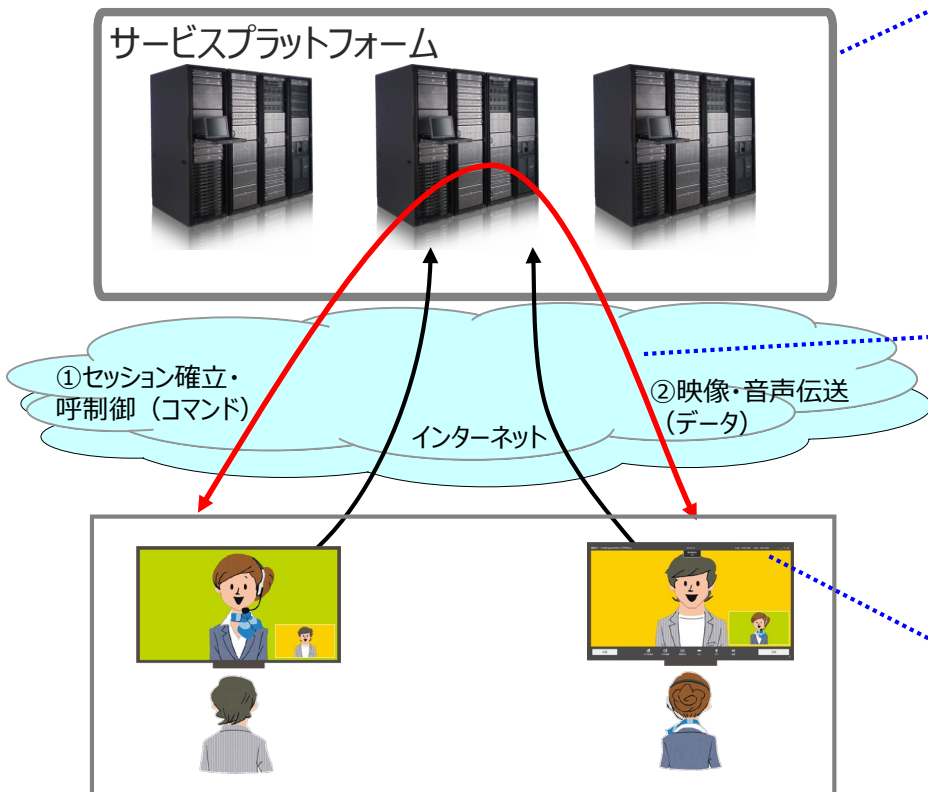 サービスプラットフォーム
①セッション確立・
呼制御（コマンド）
②映像・音声伝送
（データ）
インターネット